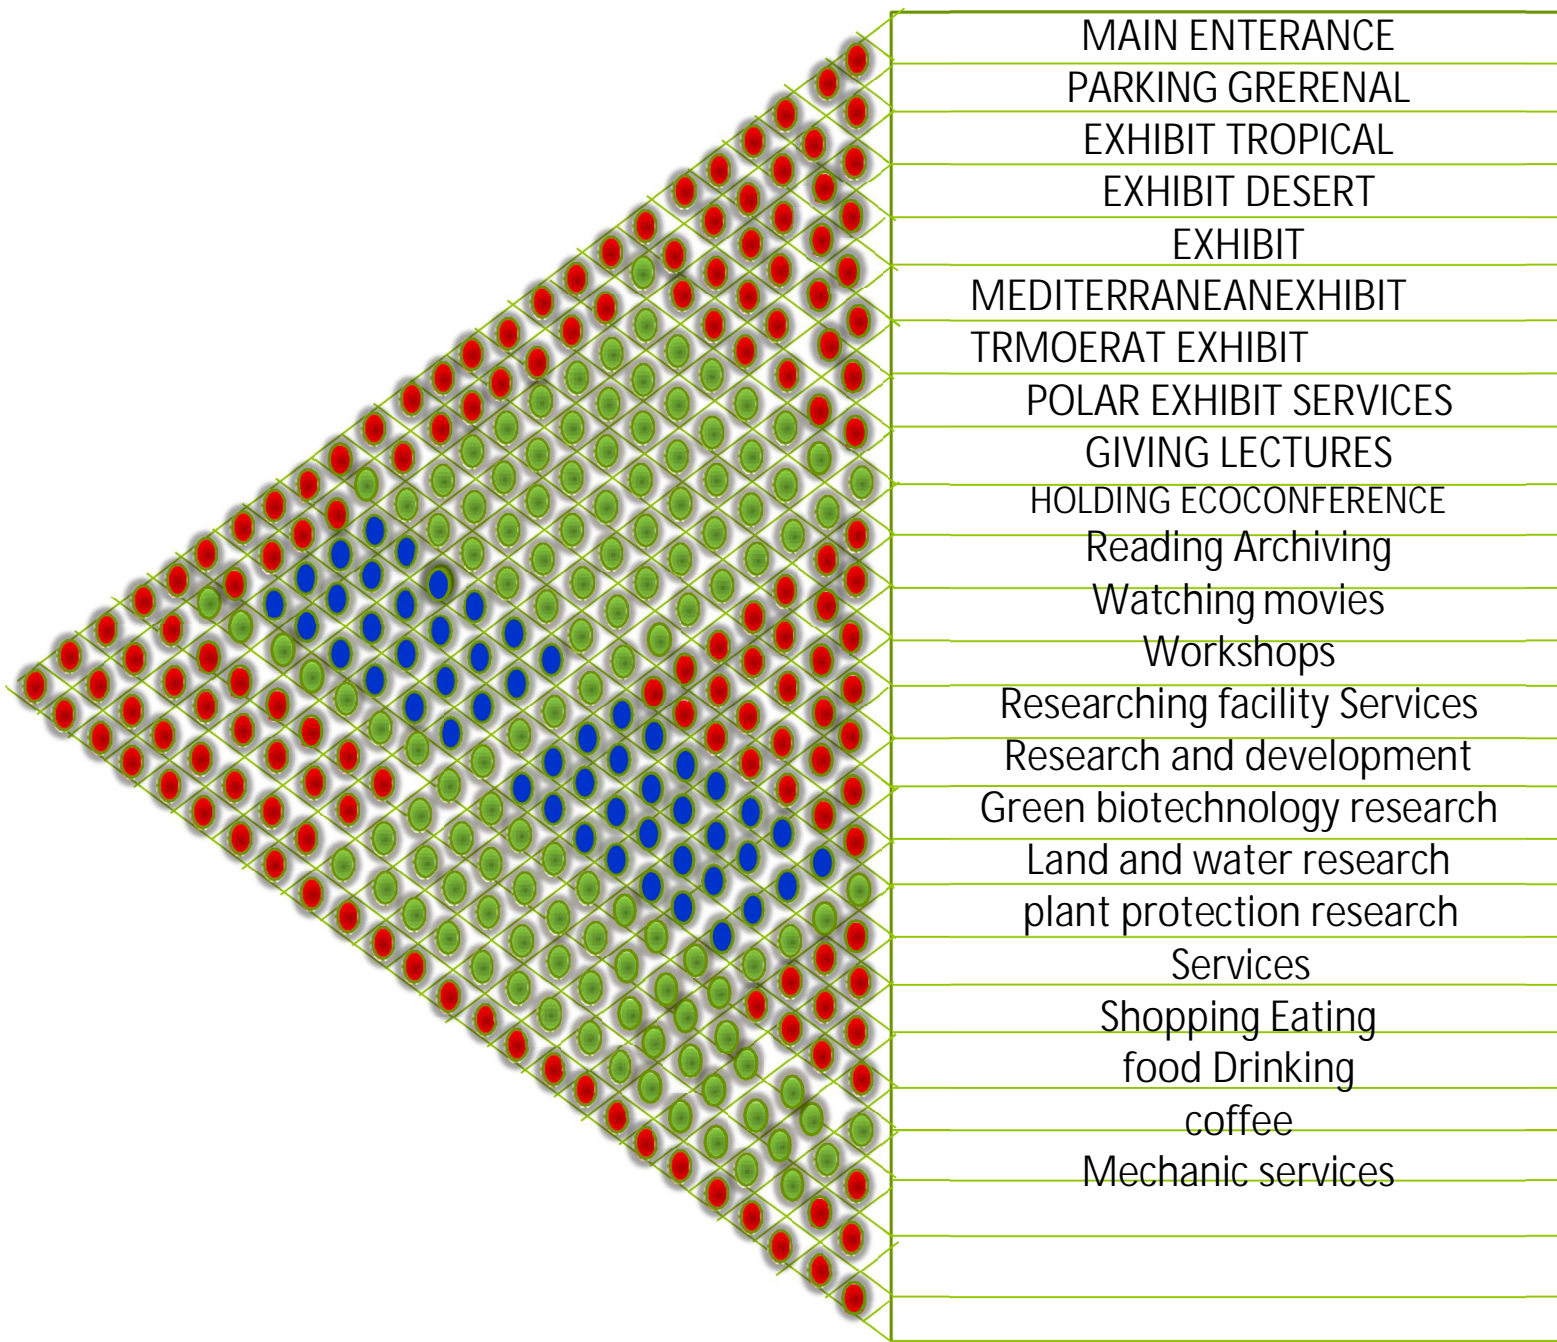 MAIN ENTERANCE
PARKING GRERENAL
EXHIBIT TROPICAL
EXHIBIT DESERT
EXHIBIT
MEDITERRANEANEXHIBIT
TRMOERAT EXHIBIT
POLAR EXHIBIT SERVICES
GIVING LECTURES
HOLDING ECOCONFERENCE
Reading Archiving
Watching movies
Workshops
Researching facility Services
Research and development
Green biotechnology research
Land and water research
plant protection research
Services
Shopping Eating
food Drinking
coffee
Mechanic services